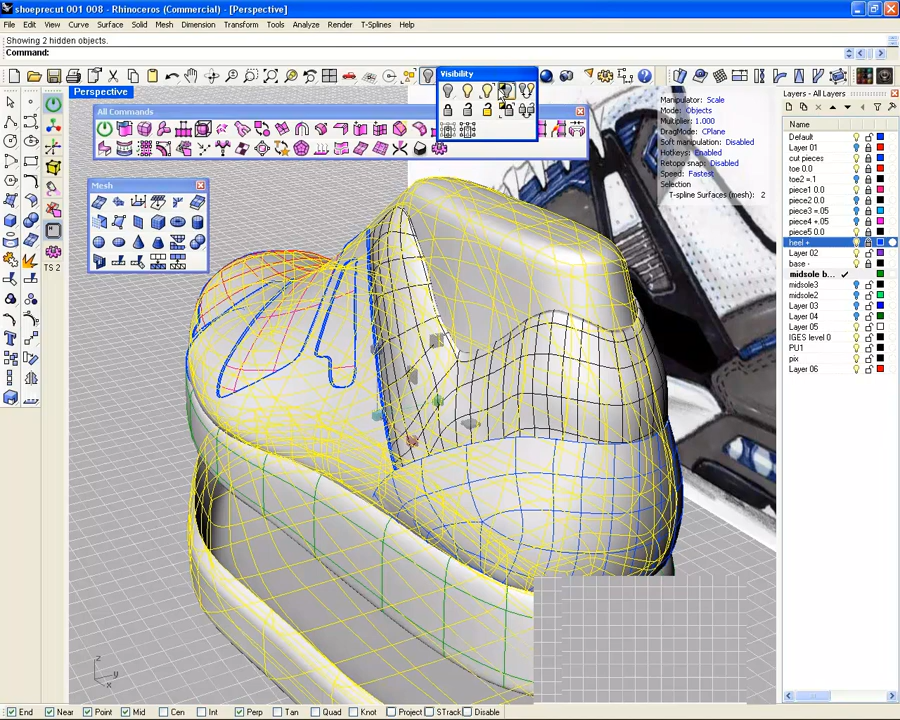 shoeprecut 001 008 - Rhinoceros (Commercial) - [Perspective]
File Edit View Curve Surface Solid Mesh Dimension Transform Tools Analyze Render T-Splines Help
Showing 2 hidden objects.
Command:
Perspective
Visibility
All Commands
Mesh
TS 2
Manipulator: Scale
Mode: Objects
Multiplier: 1.000
DragMode: CPlane
Soft manipulation: Disabled
Hotkeys: Enabled
Retopo snap: Disabled
Speed: Fastest
Selection
T-spline Surfaces (mesh): 2
Layers - All Layers
Name
Default
Layer 01
cut pieces
toe 0.0
toe2 =.1
piece1 0.0
piece2 0.0
piece3 =.05
piece4 +.05
piece5 0.0
heel +
Layer 02
base -
midsole b...
midsole3
midsole2
Layer 03
Layer 04
Layer 05
IGES level 0
PU1
pix
Layer 06
z
y
x
End Near Point Mid Cen Int Perp Tan Quad Knot Project STrack Disable